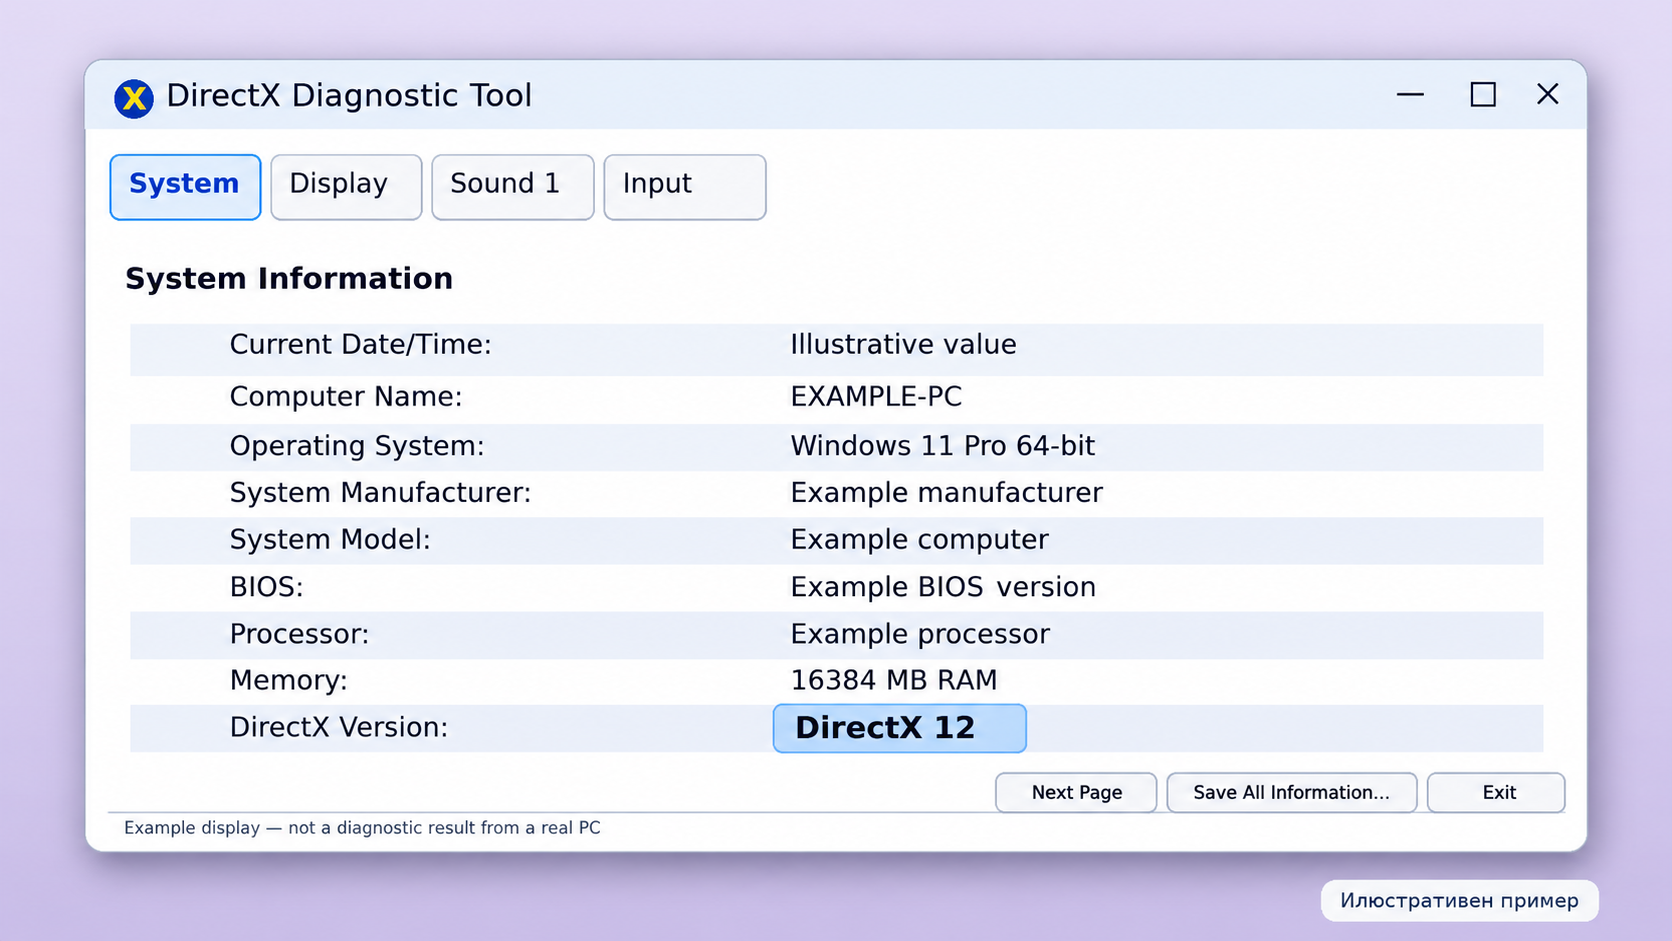 X DirectX Diagnostic Tool
System Display Sound 1 Input
System Information
Current Date/Time: Illustrative value
Computer Name: EXAMPLE-PC
Operating System: Windows 11 Pro 64-bit
System Manufacturer: Example manufacturer
System Model: Example computer
BIOS: Example BIOS version
Processor: Example processor
Memory: 16384 MB RAM
DirectX Version: DirectX 12
Next Page Save All Information... Exit
Example display — not a diagnostic result from a real PC
Илюстративен пример